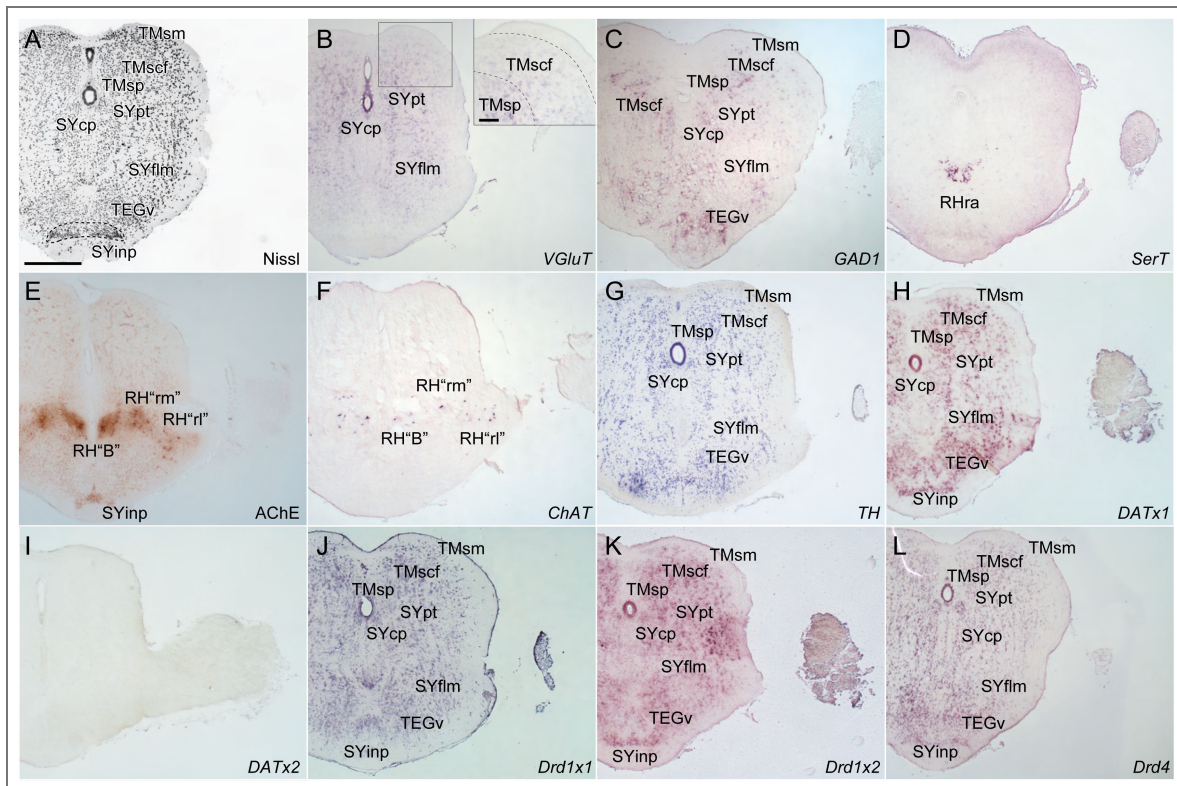 A
TMsm
TMscf
TMsp
SYpt
SYcp
SYflm
TEGv
SYinp
Nissl
B
TMscf
TMsp
SYpt
SYcp
SYflm
VGluT
C
TMsm
TMscf
TMsp
TMscf
SYpt
SYcp
SYflm
TEGv
GAD1
D
RHra
SerT
E
RH“rm”
RH“rl”
RH“B”
SYinp
AChE
F
RH“rm”
RH“B” RH“rl”
ChAT
G
TMsm
TMscf
TMsp
SYpt
SYcp
SYflm
TEGv
TH
H
TMsm
TMscf
TMsp
SYpt
SYcp
SYflm
TEGv
SYinp
DATx1
I
DATx2
J
TMsm
TMscf
TMsp
SYpt
SYcp
SYflm
TEGv
SYinp
Drd1x1
K
TMsm
TMscf
TMsp
SYpt
SYcp
SYflm
TEGv
SYinp
Drd1x2
L
TMsm
TMscf
TMsp
SYpt
SYcp
SYflm
TEGv
SYinp
Drd4